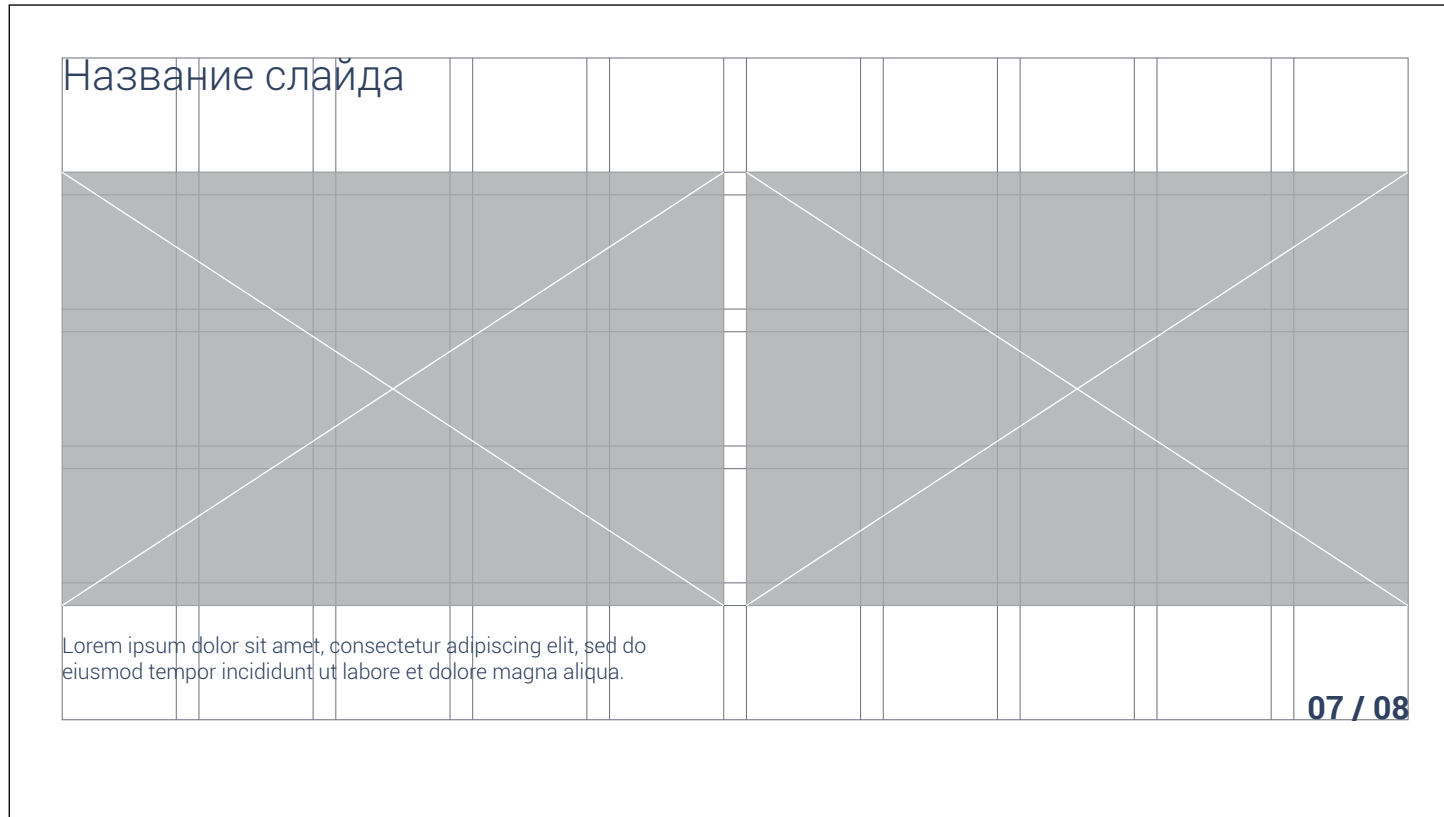 Название слайда
Lorem ipsum dolor sit amet, consectetur adipiscing elit, sed do
eiusmod tempor incididunt ut labore et dolore magna aliqua.
07 / 08